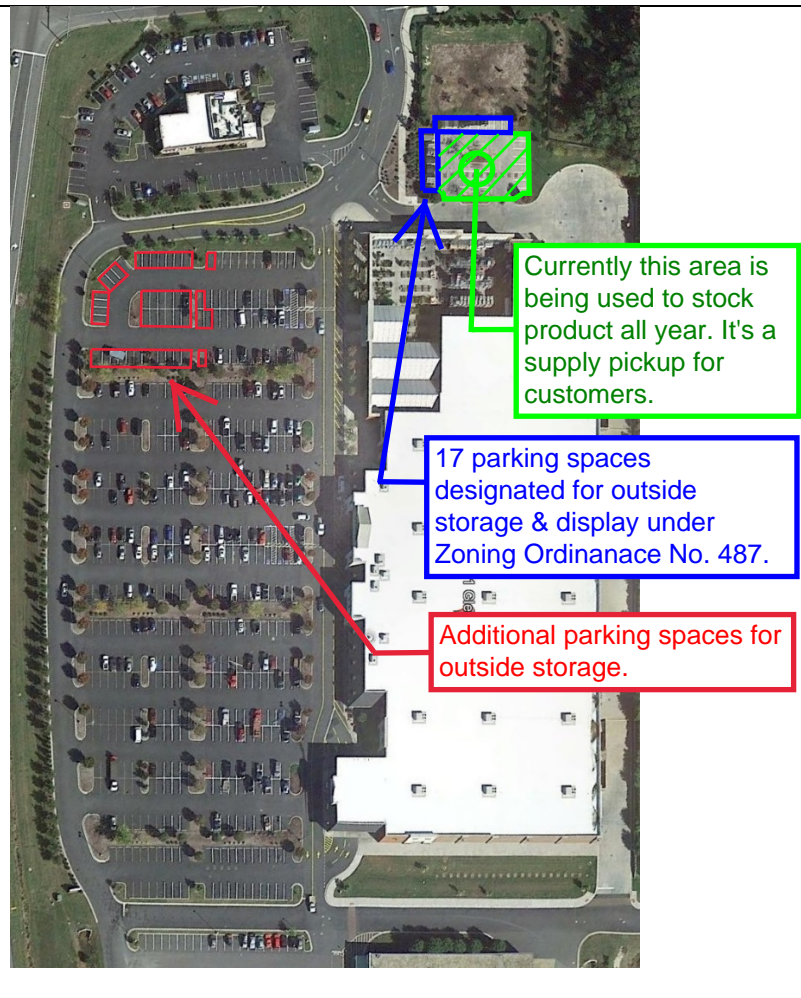 Currently this area is
being used to stock
product all year. It's a
supply pickup for
customers.
17 parking spaces
designated for outside
storage & display under
Zoning Ordinanace No. 487.
Additional parking spaces for
outside storage.